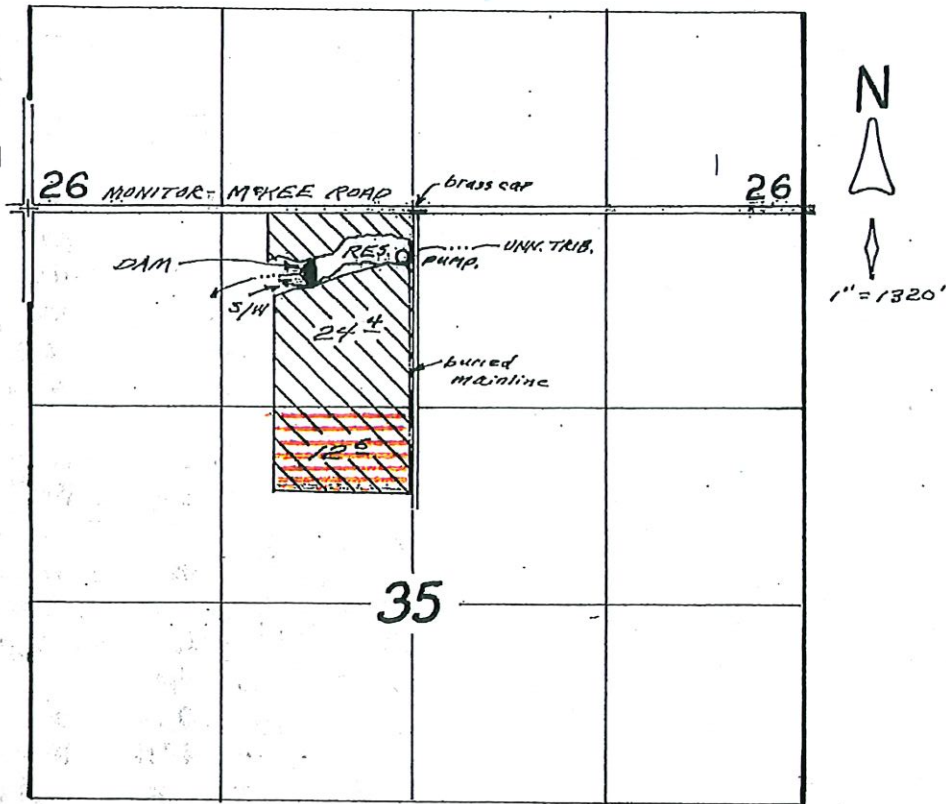 N
26 MONITOR - McKEE ROAD
brass cap
26
DAM
RES.
PUMP.
UNN. TRIB.
S/W
1" = 1320'
24.4
buried
mainline
12.6
35